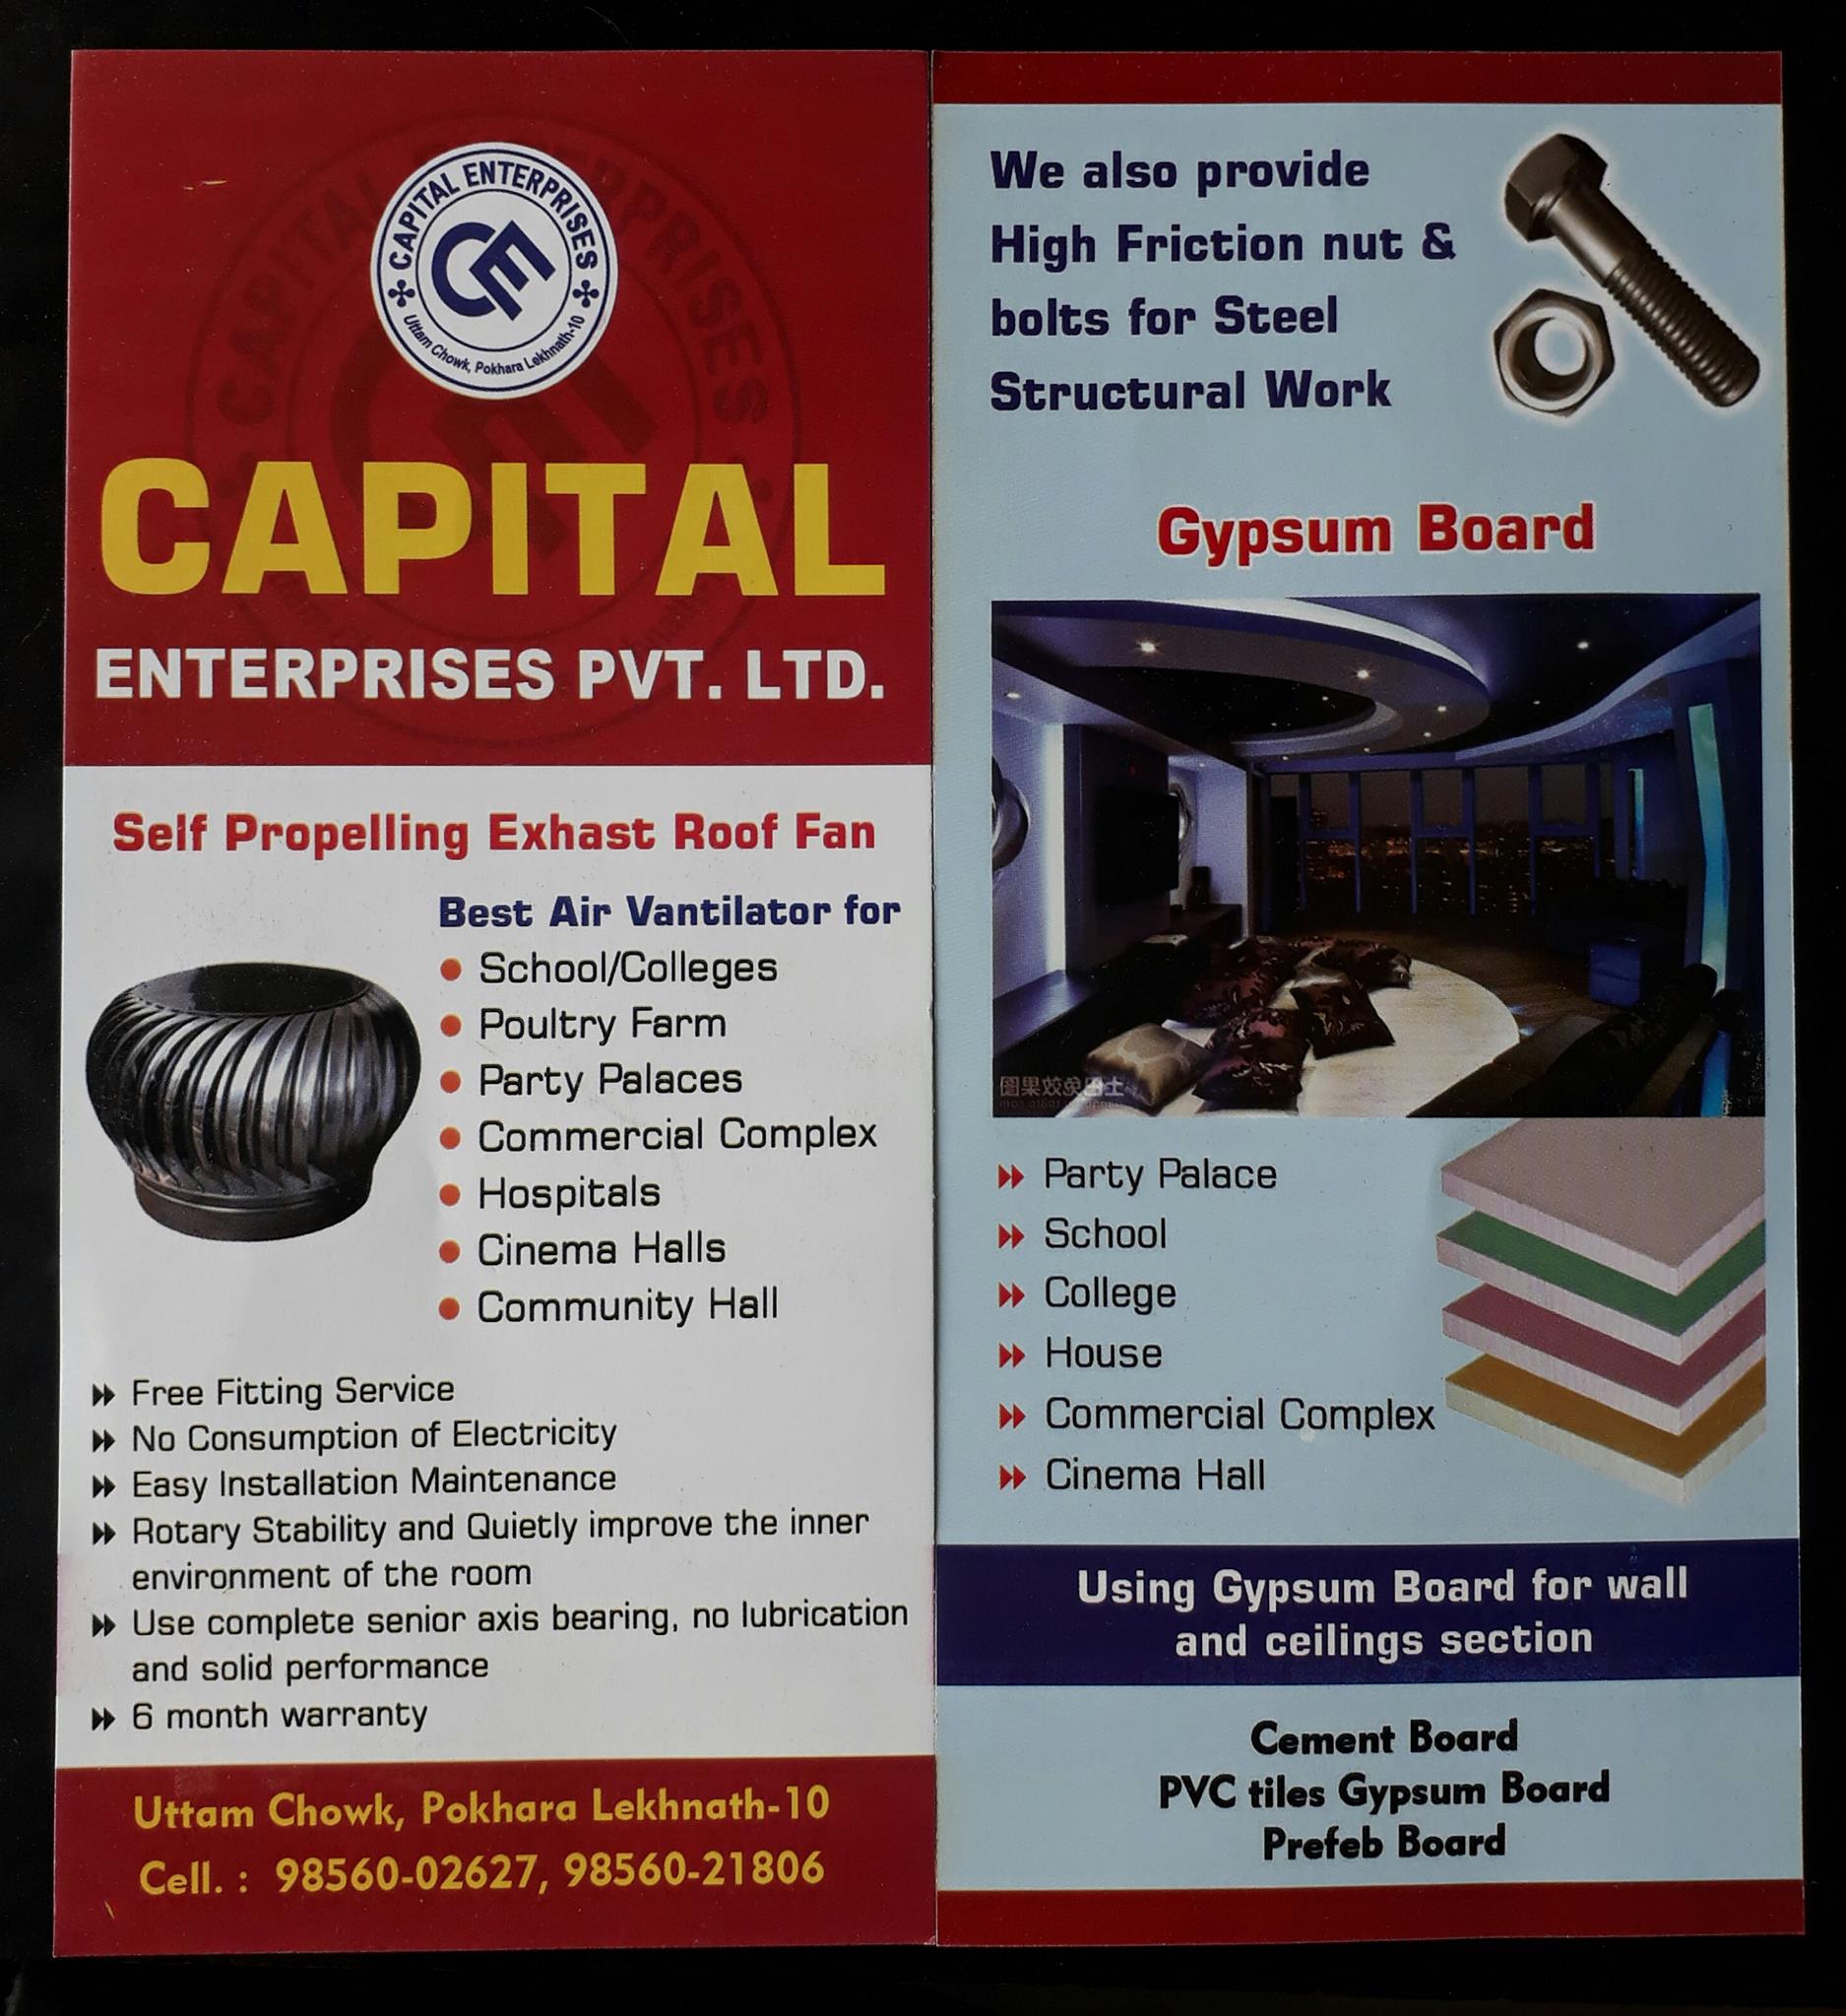 CAPITAL ENTERPRISES
CE
Uttam Chowk, Pokhara Lekhnath-10
CAPITAL
ENTERPRISES PVT. LTD.
Self Propelling Exhast Roof Fan
Best Air Vantilator for
School/Colleges
Poultry Farm
Party Palaces
Commercial Complex
Hospitals
Cinema Halls
Community Hall
Free Fitting Service
No Consumption of Electricity
Easy Installation Maintenance
Rotary Stability and Quietly improve the inner
environment of the room
Use complete senior axis bearing, no lubrication
and solid performance
6 month warranty
Uttam Chowk, Pokhara Lekhnath-10
Cell. : 98560-02627, 98560-21806
We also provide
High Friction nut &
bolts for Steel
Structural Work
Gypsum Board
Party Palace
School
College
House
Commercial Complex
Cinema Hall
Using Gypsum Board for wall
and ceilings section
Cement Board
PVC tiles Gypsum Board
Prefeb Board